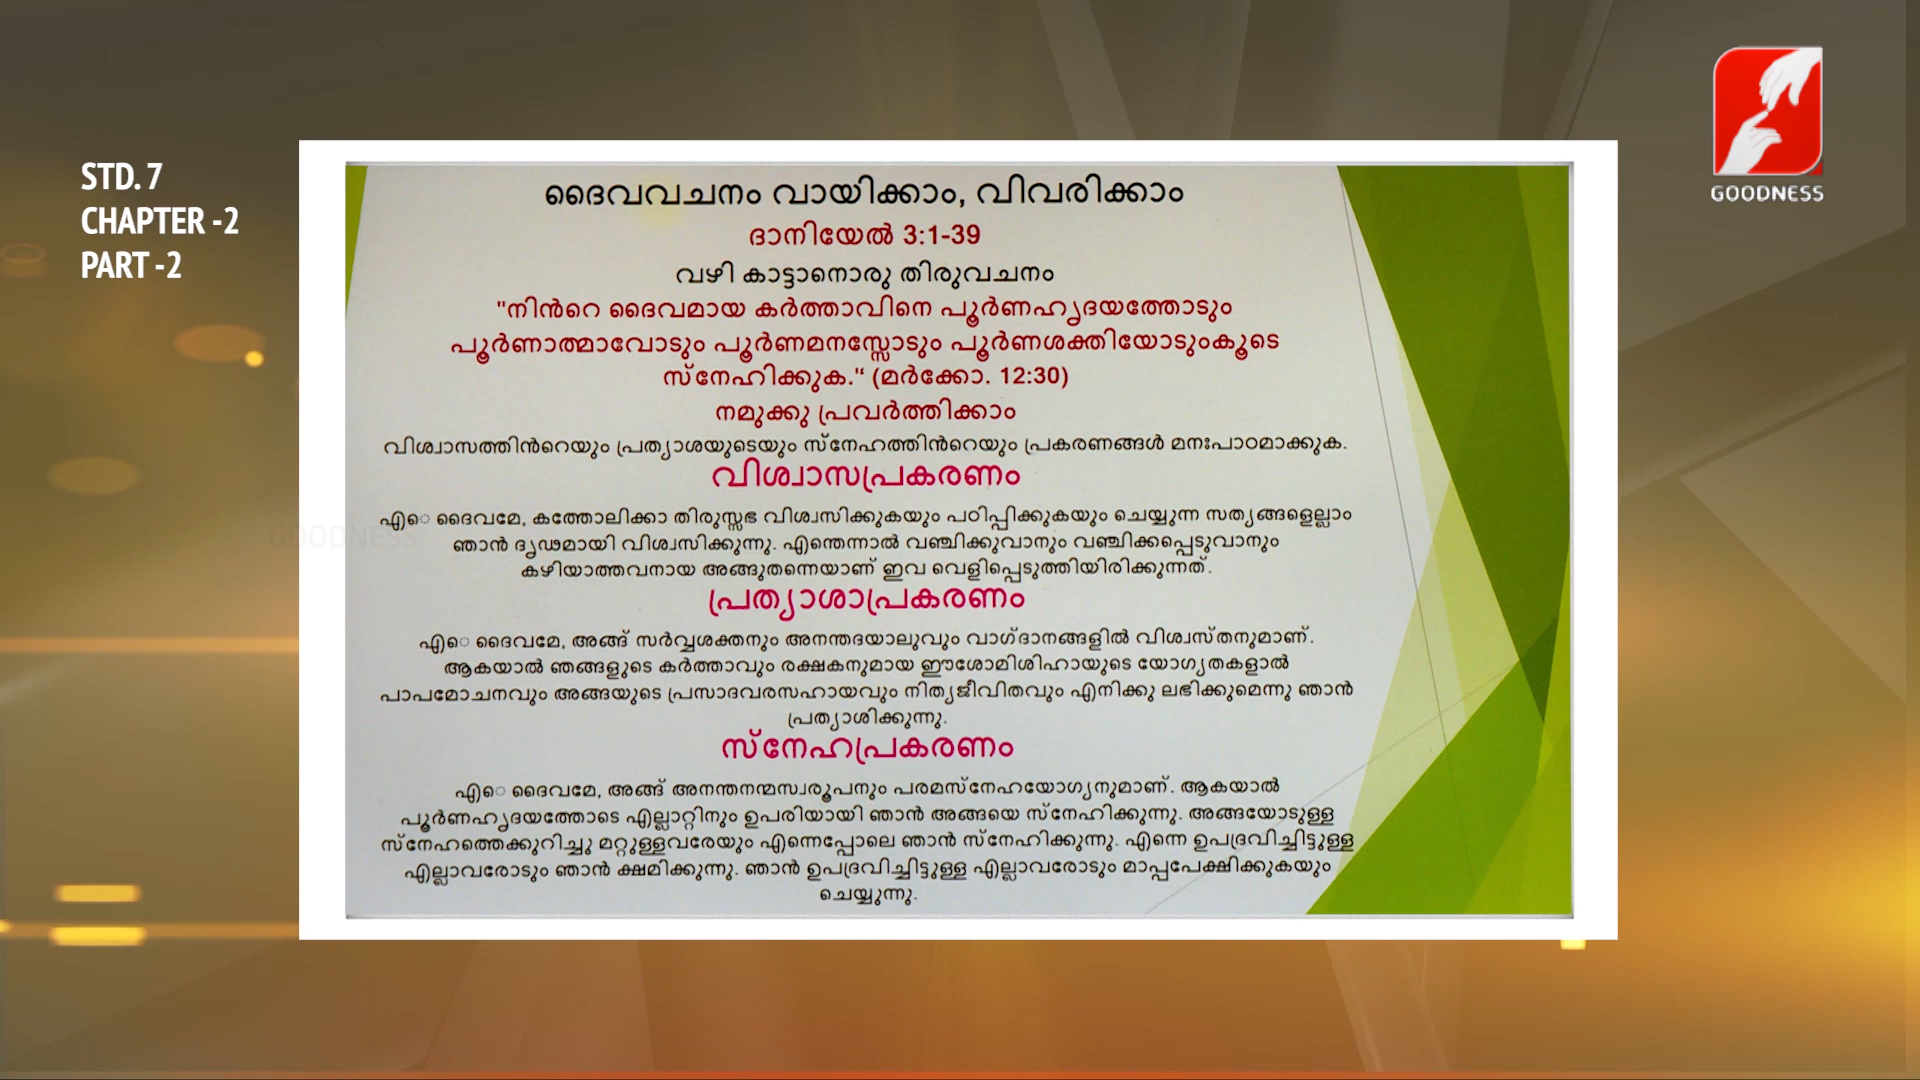 STD. 7
CHAPTER -2
PART -2
GOODNESS
ദൈവവചനം വായിക്കാം, വിവരിക്കാം
ദാനിയേൽ 3:1-39
വഴി കാട്ടാനൊരു തിരുവചനം
"നിൻറെ ദൈവമായ കർത്താവിനെ പൂർണഹൃദയത്തോടും
പൂർണാത്മാവോടും പൂർണമനസ്സോടും പൂർണശക്തിയോടുംകൂടെ
സ്നേഹിക്കുക." (മർക്കോ. 12:30)
നമുക്കു പ്രവർത്തിക്കാം
വിശ്വാസത്തിൻറെയും പ്രത്യാശയുടെയും സ്നേഹത്തിൻറെയും പ്രകരണങ്ങൾ മനഃപാഠമാക്കുക.
വിശ്വാസപ്രകരണം
എെ ദൈവമേ, കത്തോലിക്കാ തിരുസ്സഭ വിശ്വസിക്കുകയും പഠിപ്പിക്കുകയും ചെയ്യുന്ന സത്യങ്ങളെല്ലാം
ഞാൻ ദൃഢമായി വിശ്വസിക്കുന്നു. എന്തെന്നാൽ വഞ്ചിക്കുവാനും വഞ്ചിക്കപ്പെടുവാനും
കഴിയാത്തവനായ അങ്ങുതന്നെയാണ് ഇവ വെളിപ്പെടുത്തിയിരിക്കുന്നത്.
പ്രത്യാശാപ്രകരണം
എെ ദൈവമേ, അങ്ങ് സർവ്വശക്തനും അനന്തദയാലുവും വാഗ്ദാനങ്ങളിൽ വിശ്വസ്തനുമാണ്.
ആകയാൽ ഞങ്ങളുടെ കർത്താവും രക്ഷകനുമായ ഈശോമിശിഹായുടെ യോഗ്യതകളാൽ
പാപമോചനവും അങ്ങയുടെ പ്രസാദവരസഹായവും നിത്യജീവിതവും എനിക്കു ലഭിക്കുമെന്നു ഞാൻ
പ്രത്യാശിക്കുന്നു.
സ്നേഹപ്രകരണം
എെ ദൈവമേ, അങ്ങ് അനന്തനന്മസ്വരൂപനും പരമസ്നേഹയോഗ്യനുമാണ്. ആകയാൽ
പൂർണഹൃദയത്തോടെ എല്ലാറ്റിനും ഉപരിയായി ഞാൻ അങ്ങയെ സ്നേഹിക്കുന്നു. അങ്ങയോടുള്ള
സ്നേഹത്തെക്കുറിച്ചു മറ്റുള്ളവരേയും എന്നെപ്പോലെ ഞാൻ സ്നേഹിക്കുന്നു. എന്നെ ഉപദ്രവിച്ചിട്ടുള്ള
എല്ലാവരോടും ഞാൻ ക്ഷമിക്കുന്നു. ഞാൻ ഉപദ്രവിച്ചിട്ടുള്ള എല്ലാവരോടും മാപ്പപേക്ഷിക്കുകയും
ചെയ്യുന്നു.
GOODNESS